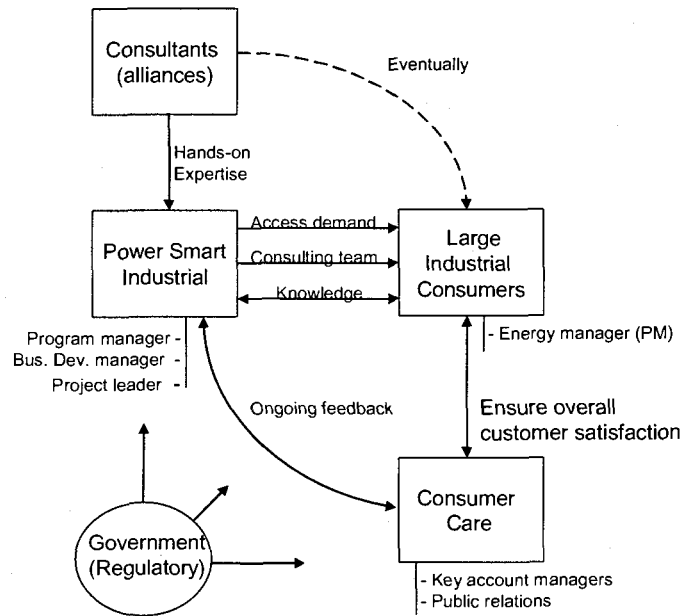 Consultants
(alliances)
Eventually
Hands-on
Expertise
Power Smart
Industrial
Access demand
Consulting team
Knowledge
Large
Industrial
Consumers
Program manager -
Bus. Dev. manager -
Project leader -
- Energy manager (PM)
Ongoing feedback
Ensure overall
customer satisfaction
Government
(Regulatory)
Consumer
Care
- Key account managers
- Public relations